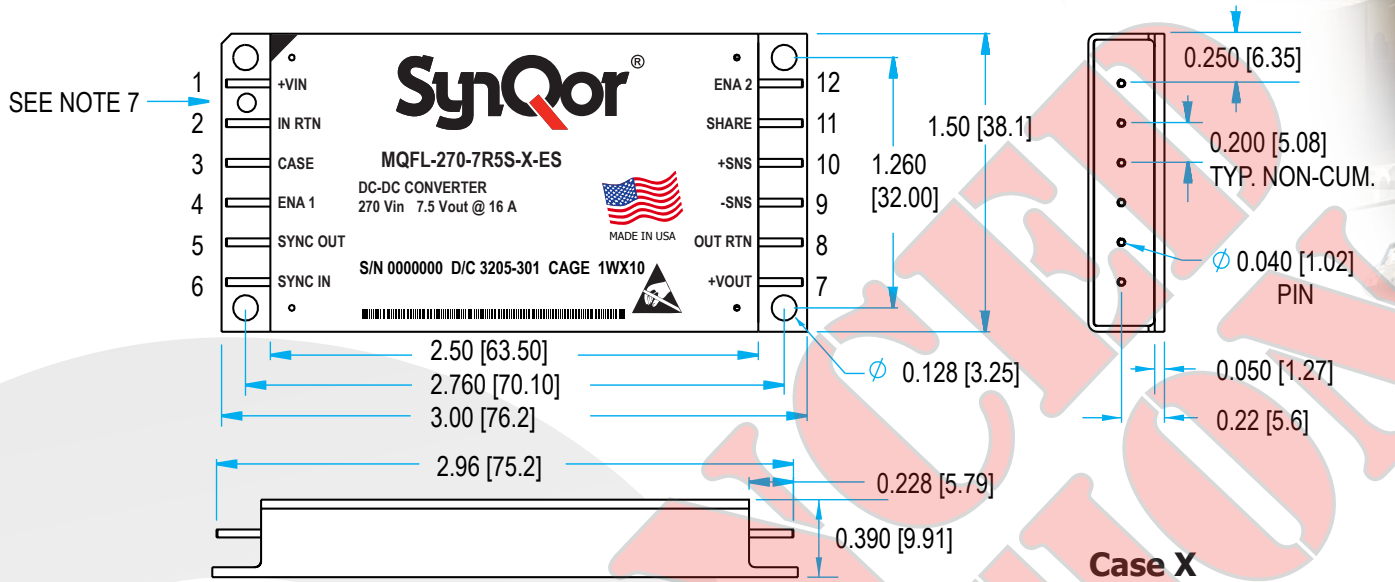 SynQor®
MQFL-270-7R5S-X-ES
DC-DC CONVERTER
270 Vin 7.5 Vout @ 16 A
MADE IN USA
S/N 0000000 D/C 3205-301 CAGE 1WX10
SEE NOTE 7
1 +VIN
2 IN RTN
3 CASE
4 ENA 1
5 SYNC OUT
6 SYNC IN
ENA 2 12
SHARE 11
+SNS 10
-SNS 9
OUT RTN 8
+VOUT 7
1.50 [38.1]
1.260
[32.00]
2.50 [63.50]
2.760 [70.10]
3.00 [76.2]
Ø 0.128 [3.25]
0.250 [6.35]
0.200 [5.08]
TYP. NON-CUM.
Ø 0.040 [1.02]
PIN
0.050 [1.27]
0.22 [5.6]
2.96 [75.2]
0.228 [5.79]
0.390 [9.91]
Case X